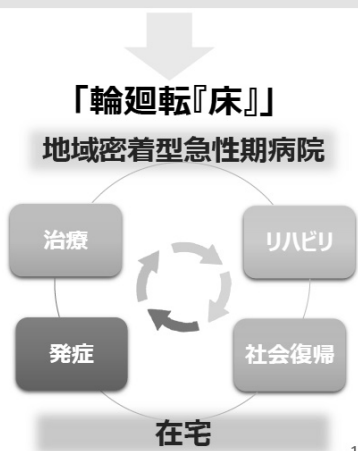 「輪廻転『床』」
地域密着型急性期病院
治療
リハビリ
発症
社会復帰
在宅
1